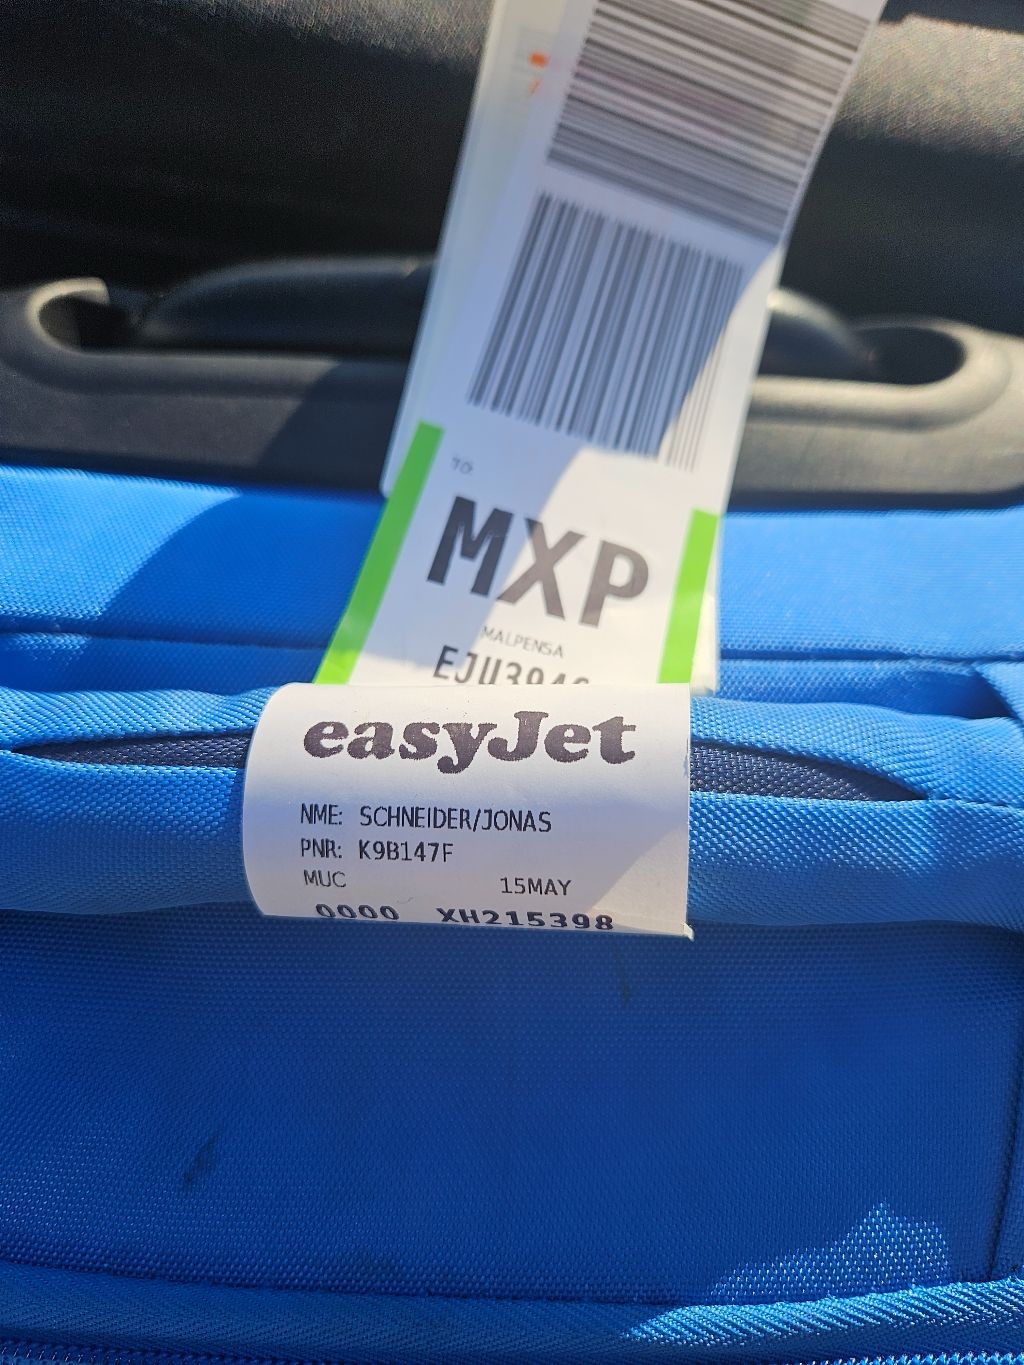 TO
MXP
MALPENSA
easyJet
NME: SCHNEIDER/JONAS
PNR: K9B147F
MUC 15MAY
0000 XH215398